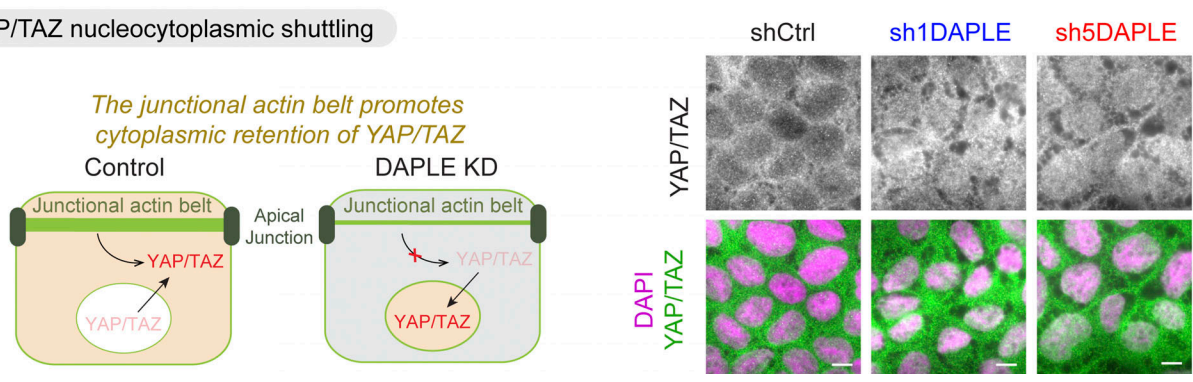 P/TAZ nucleocytoplasmic shuttling
The junctional actin belt promotes
cytoplasmic retention of YAP/TAZ
Control
DAPLE KD
Junctional actin belt
Apical
Junction
Junctional actin belt
YAP/TAZ
YAP/TAZ
YAP/TAZ
YAP/TAZ
shCtrl
sh1DAPLE
sh5DAPLE
YAP/TAZ
DAPI
YAP/TAZ